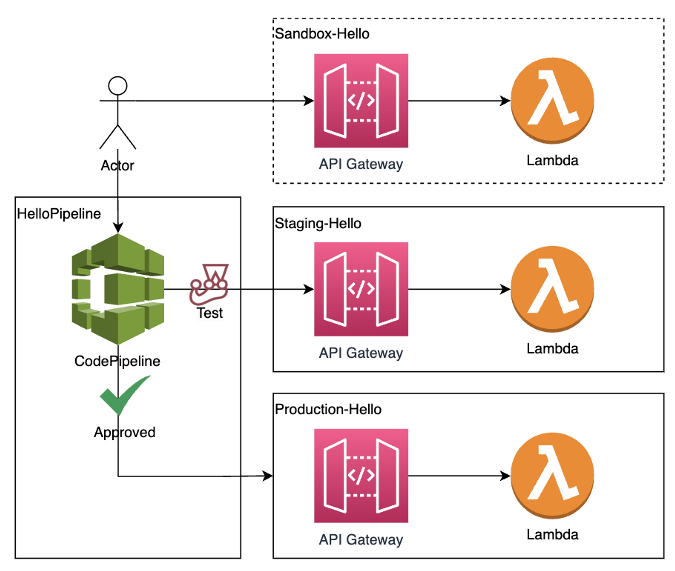 Sandbox-Hello
API Gateway
Lambda
Actor
HelloPipeline
CodePipeline
Test
Approved
Staging-Hello
API Gateway
Lambda
Production-Hello
API Gateway
Lambda